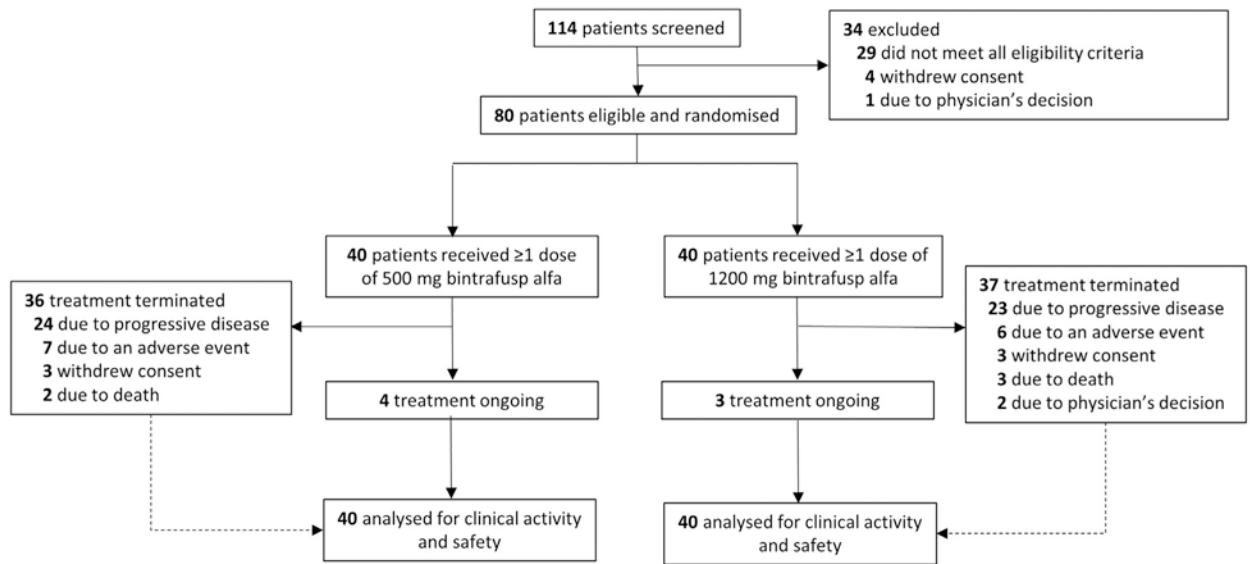 114 patients screened
34 excluded
29 did not meet all eligibility criteria
4 withdrew consent
1 due to physician’s decision
80 patients eligible and randomised
40 patients received ≥1 dose
of 500 mg bintrafusp alfa
40 patients received ≥1 dose of
1200 mg bintrafusp alfa
36 treatment terminated
24 due to progressive disease
7 due to an adverse event
3 withdrew consent
2 due to death
37 treatment terminated
23 due to progressive disease
6 due to an adverse event
3 withdrew consent
3 due to death
2 due to physician’s decision
4 treatment ongoing
3 treatment ongoing
40 analysed for clinical activity
and safety
40 analysed for clinical activity
and safety